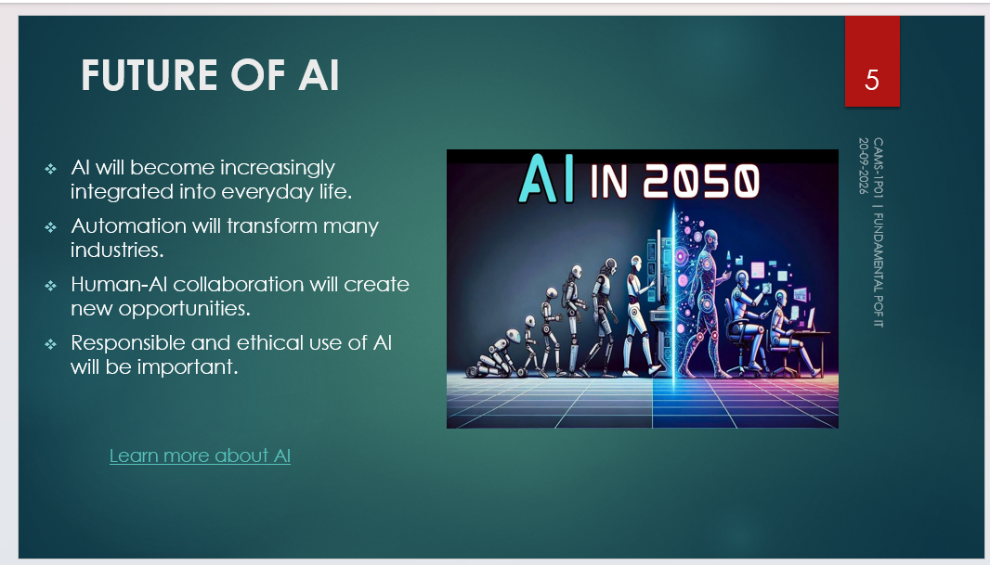 FUTURE OF AI
5
AI will become increasingly
integrated into everyday life.
Automation will transform many
industries.
Human-AI collaboration will create
new opportunities.
Responsible and ethical use of AI
will be important.
Learn more about AI
AI IN 2050
CAMS-1P01 | FUNDAMENTAL POF IT
20-09-2026